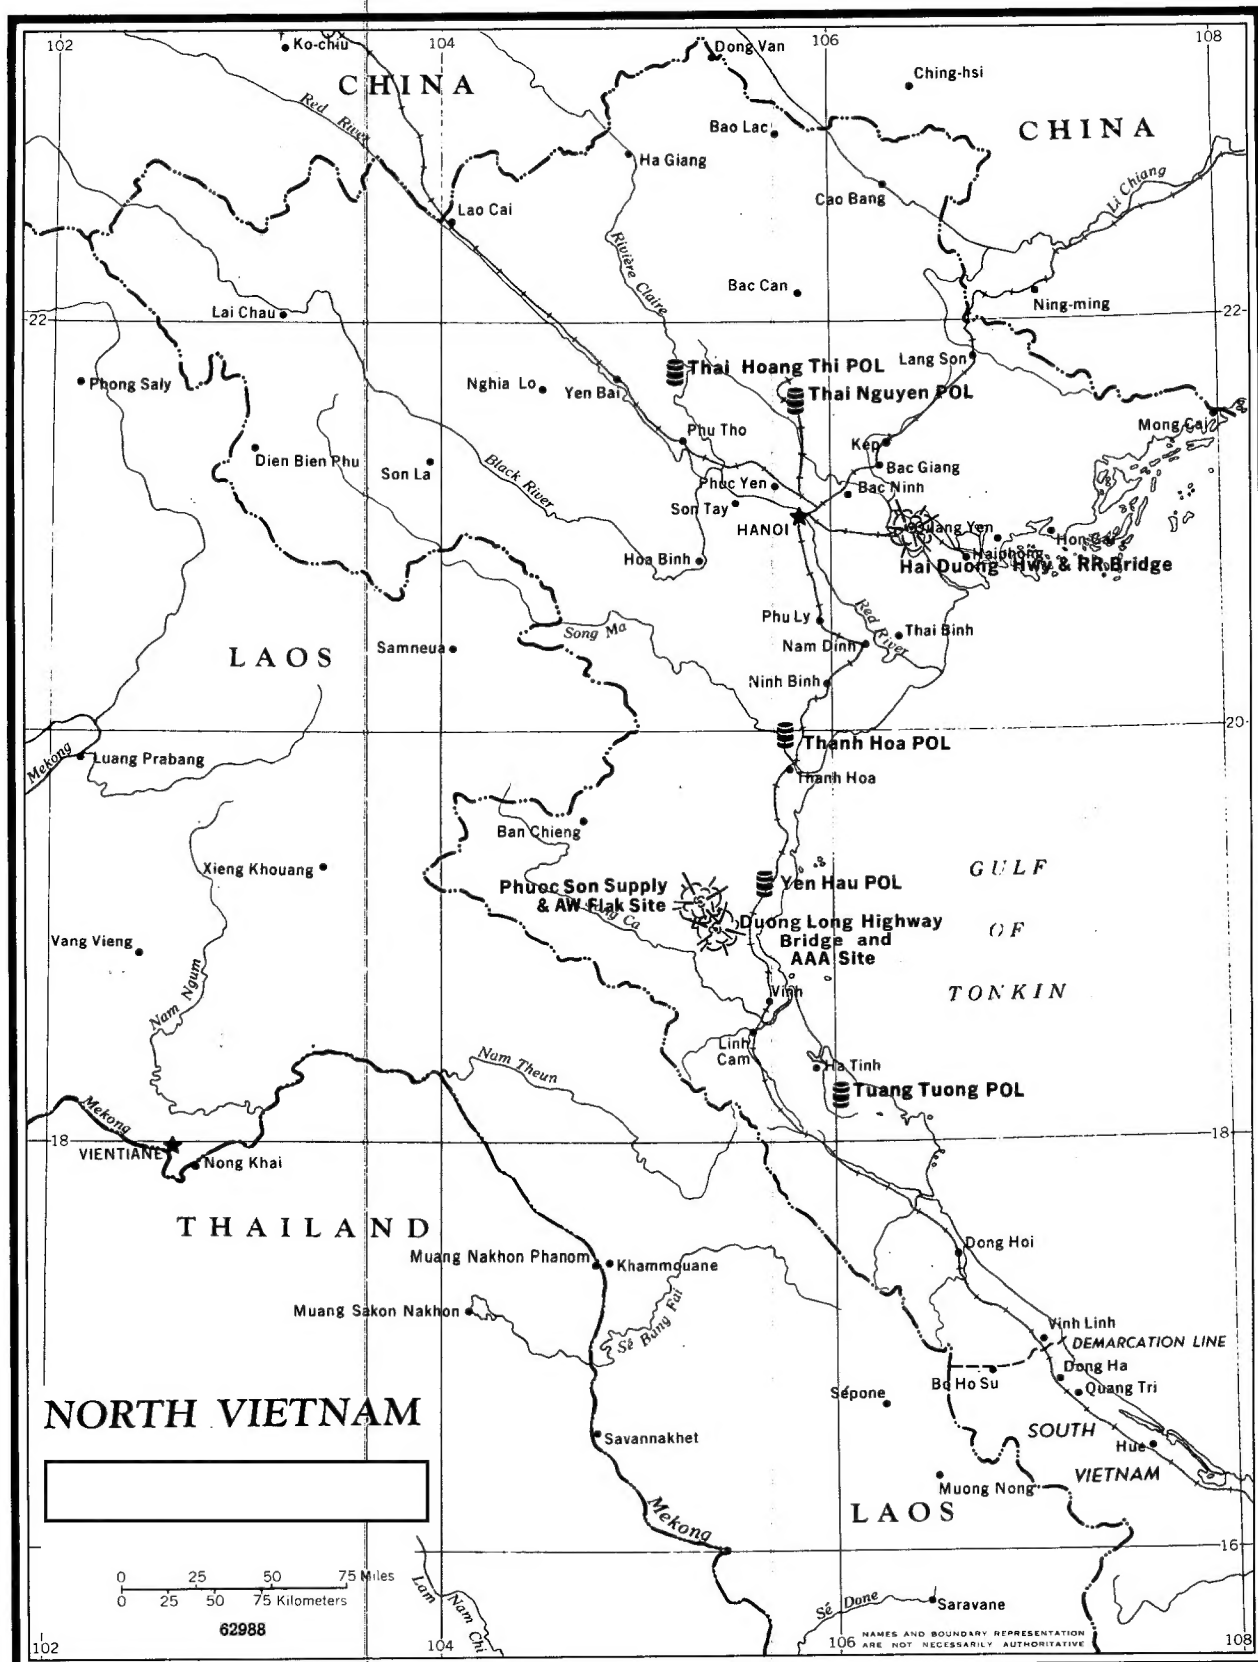 102
104
106
108
Ko-chiu
CHINA
Dong Van
Ching-hsi
Red River
Bao Lac
CHINA
Ha Giang
Li Chiang
Cao Bang
Lao Cai
Rivière Claire
Bac Can
Ning-ming
Lai Chau
22
22
Lang Son
Thai Hoang Thi POL
Phong Saly
Nghia Lo
Yen Bai
Thai Nguyen POL
Mong Cai
Phu Tho
Kep
Dien Bien Phu
Son La
Black River
Bac Giang
Phuc Yen
Bac Ninh
Son Tay
HANOI
Quang Yen
Hon Gai
Haiphong
Hoa Binh
Hai Duong Hwy & RR Bridge
Phu Ly
Red River
Song Ma
Thai Binh
LAOS
Samneua
Nam Dinh
Ninh Binh
20
Mekong
Luang Prabang
Thanh Hoa POL
Thanh Hoa
Ban Chieng
Xieng Khouang
GULF
Phuoc Son Supply
& AW Flak Site
Yen Hau POL
Ca
Duong Long Highway
Bridge and
AAA Site
OF
Vang Vieng
TONKIN
Nam Ngum
Vinh
Linh
Cam
Nam Theun
Ha Tinh
Tuang Tuong POL
Mekong
18
18
VIENTIANE
Nong Khai
THAILAND
Dong Hoi
Muang Nakhon Phanom
Khammouane
Muang Sakon Nakhon
Sé Bang Fai
Vinh Linh
DEMARCATION LINE
Dong Ha
Bo Ho Su
Quang Tri
Sépone
NORTH VIETNAM
SOUTH
VIETNAM
Hue
Savannakhet
Muong Nong
Mekong
LAOS
16
0 25 50 75 Miles
0 25 50 75 Kilometers
62988
Lam
Nam Chi
Sé Done
Saravane
NAMES AND BOUNDARY REPRESENTATION
ARE NOT NECESSARILY AUTHORITATIVE
102
104
106
108